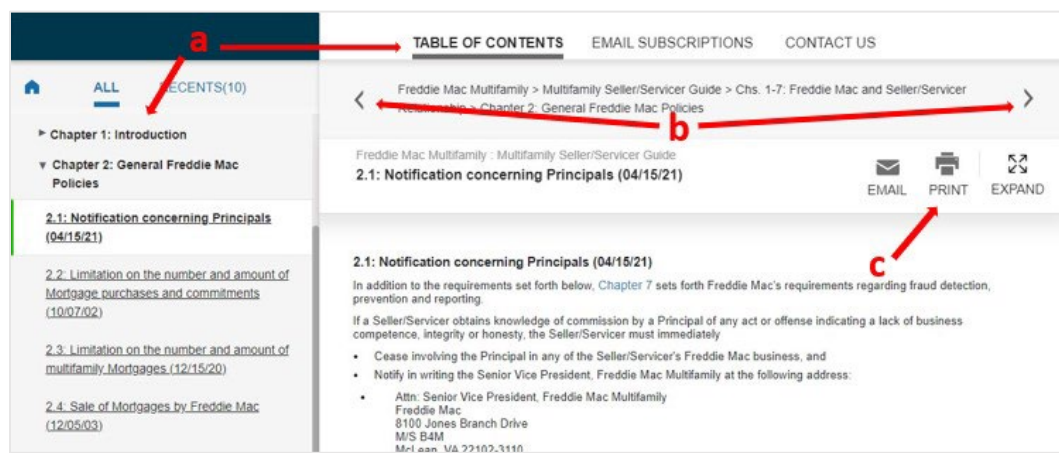 a
TABLE OF CONTENTS EMAIL SUBSCRIPTIONS CONTACT US
ALL RECENTS(10)
Chapter 1: Introduction
Chapter 2: General Freddie Mac
Policies
2.1: Notification concerning Principals
(04/15/21)
2.2: Limitation on the number and amount of
Mortgage purchases and commitments
(10/07/02)
2.3: Limitation on the number and amount of
multifamily Mortgages (12/15/20)
2.4: Sale of Mortgages by Freddie Mac
(12/05/03)
Freddie Mac Multifamily > Multifamily Seller/Servicer Guide > Chs. 1-7: Freddie Mac and Seller/Servicer
Relationship > Chapter 2: General Freddie Mac Policies
b
Freddie Mac Multifamily : Multifamily Seller/Servicer Guide
2.1: Notification concerning Principals (04/15/21)
EMAIL PRINT EXPAND
c
2.1: Notification concerning Principals (04/15/21)
In addition to the requirements set forth below, Chapter 7 sets forth Freddie Mac's requirements regarding fraud detection,
prevention and reporting.
If a Seller/Servicer obtains knowledge of commission by a Principal of any act or offense indicating a lack of business
competence, integrity or honesty, the Seller/Servicer must immediately
• Cease involving the Principal in any of the Seller/Servicer's Freddie Mac business, and
• Notify in writing the Senior Vice President, Freddie Mac Multifamily at the following address:
• Attn: Senior Vice President, Freddie Mac Multifamily
Freddie Mac
8100 Jones Branch Drive
M/S B4M
McLean, VA 22102-3110